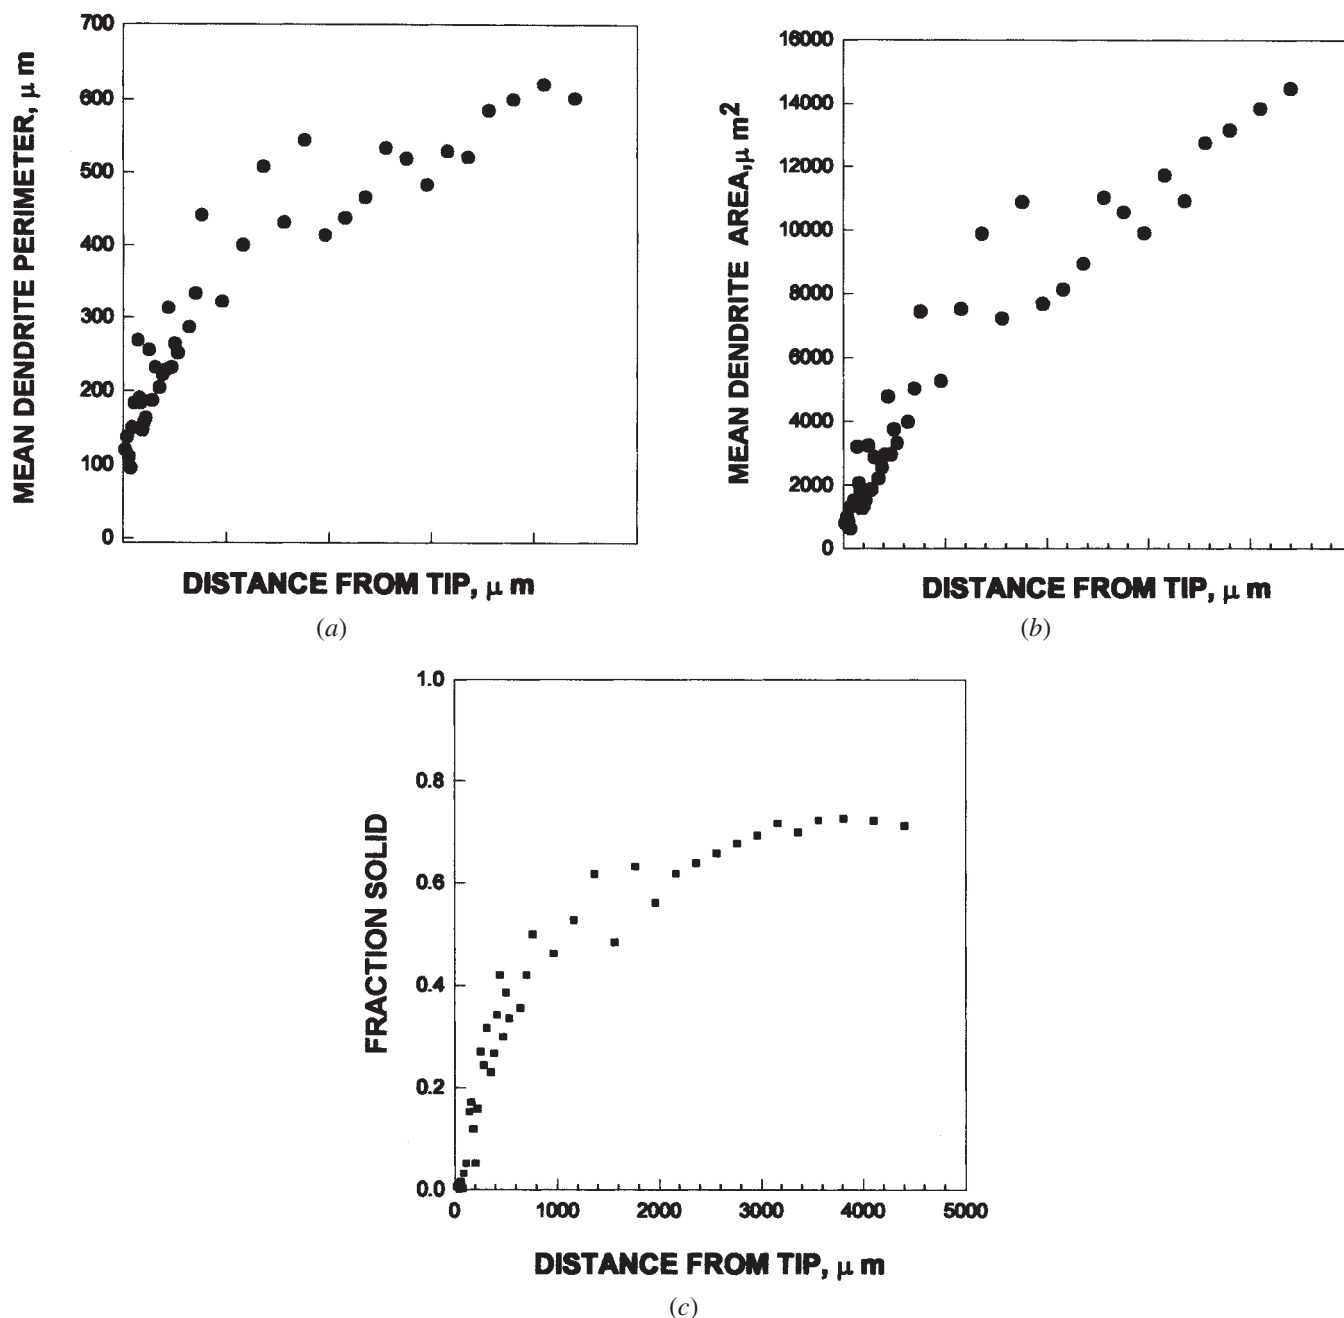 700
600
500
400
300
200
100
0
MEAN DENDRITE PERIMETER, μ m
DISTANCE FROM TIP, μ m
(a)
16000
14000
12000
10000
8000
6000
4000
2000
0
MEAN DENDRITE AREA,μ m²
DISTANCE FROM TIP, μ m
(b)
1.0
0.8
0.6
0.4
0.2
0.0
FRACTION SOLID
0 1000 2000 3000 4000 5000
DISTANCE FROM TIP, μ m
(c)